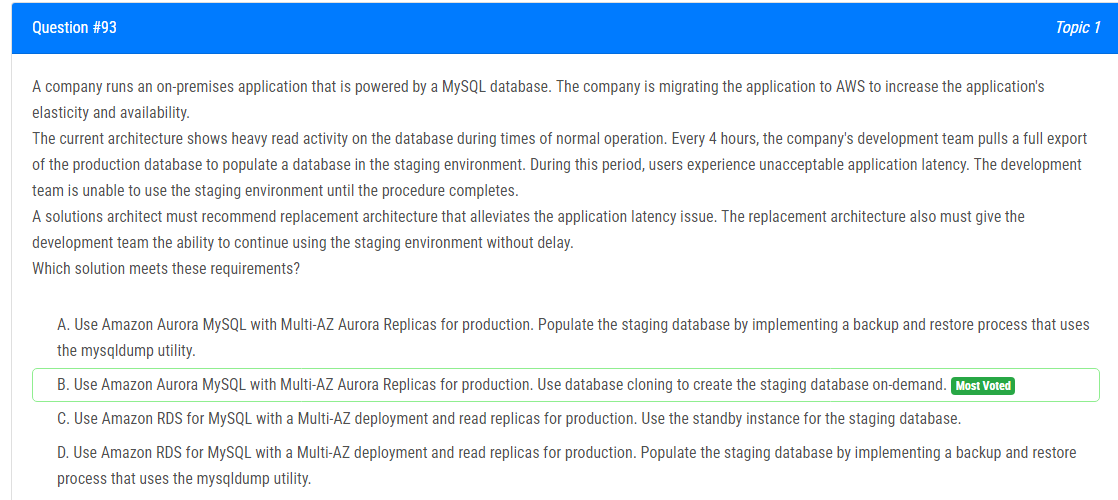 Question #93
Topic 1
A company runs an on-premises application that is powered by a MySQL database. The company is migrating the application to AWS to increase the application's
elasticity and availability.
The current architecture shows heavy read activity on the database during times of normal operation. Every 4 hours, the company's development team pulls a full export
of the production database to populate a database in the staging environment. During this period, users experience unacceptable application latency. The development
team is unable to use the staging environment until the procedure completes.
A solutions architect must recommend replacement architecture that alleviates the application latency issue. The replacement architecture also must give the
development team the ability to continue using the staging environment without delay.
Which solution meets these requirements?
A. Use Amazon Aurora MySQL with Multi-AZ Aurora Replicas for production. Populate the staging database by implementing a backup and restore process that uses
the mysqldump utility.
B. Use Amazon Aurora MySQL with Multi-AZ Aurora Replicas for production. Use database cloning to create the staging database on-demand. Most Voted
C. Use Amazon RDS for MySQL with a Multi-AZ deployment and read replicas for production. Use the standby instance for the staging database.
D. Use Amazon RDS for MySQL with a Multi-AZ deployment and read replicas for production. Populate the staging database by implementing a backup and restore
process that uses the mysqldump utility.